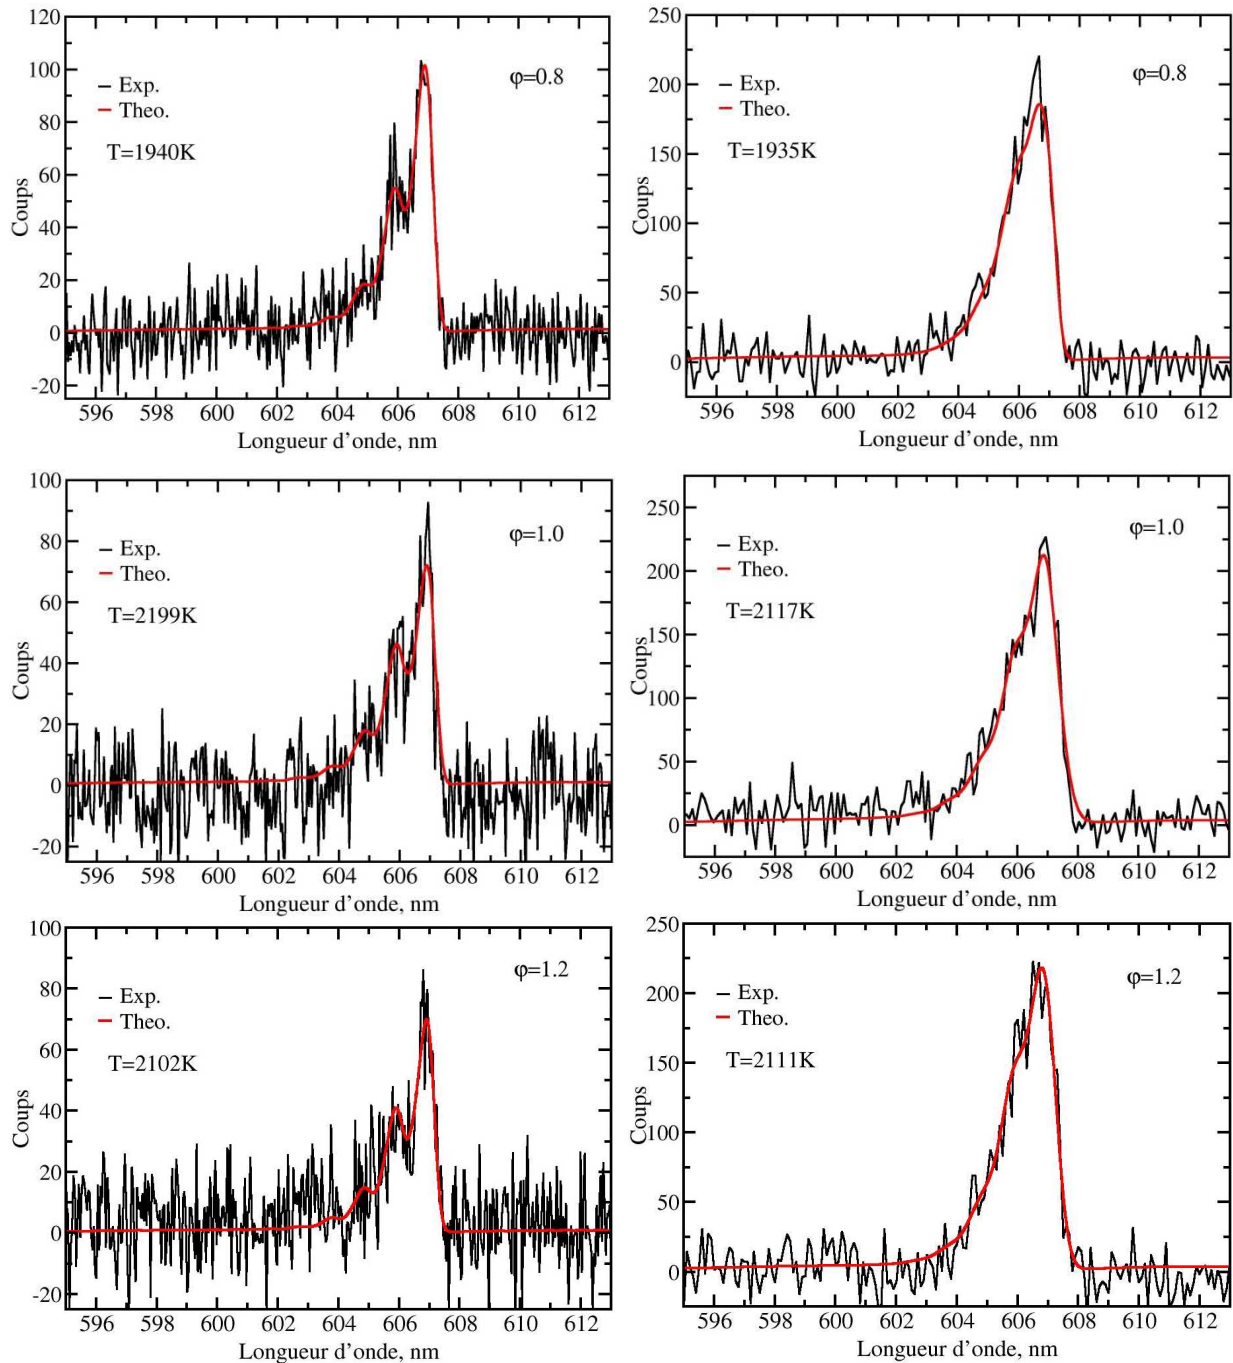 120
100
80
60
40
20
0
-20
Coups
φ=0.8
Exp.
Theo.
T=1940K
596 598 600 602 604 606 608 610 612
Longueur d'onde, nm
250
200
150
100
50
0
Coups
φ=0.8
Exp.
Theo.
T=1935K
596 598 600 602 604 606 608 610 612
Longueur d'onde, nm
100
80
60
40
20
0
-20
Coups
φ=1.0
Exp.
Theo.
T=2199K
596 598 600 602 604 606 608 610 612
Longueur d'onde, nm
250
200
150
100
50
0
Coups
φ=1.0
Exp.
Theo.
T=2117K
596 598 600 602 604 606 608 610 612
Longueur d'onde, nm
100
80
60
40
20
0
-20
Coups
φ=1.2
Exp.
Theo.
T=2102K
596 598 600 602 604 606 608 610 612
Longueur d'onde, nm
250
200
150
100
50
0
Coups
φ=1.2
Exp.
Theo.
T=2111K
596 598 600 602 604 606 608 610 612
Longueur d'onde, nm